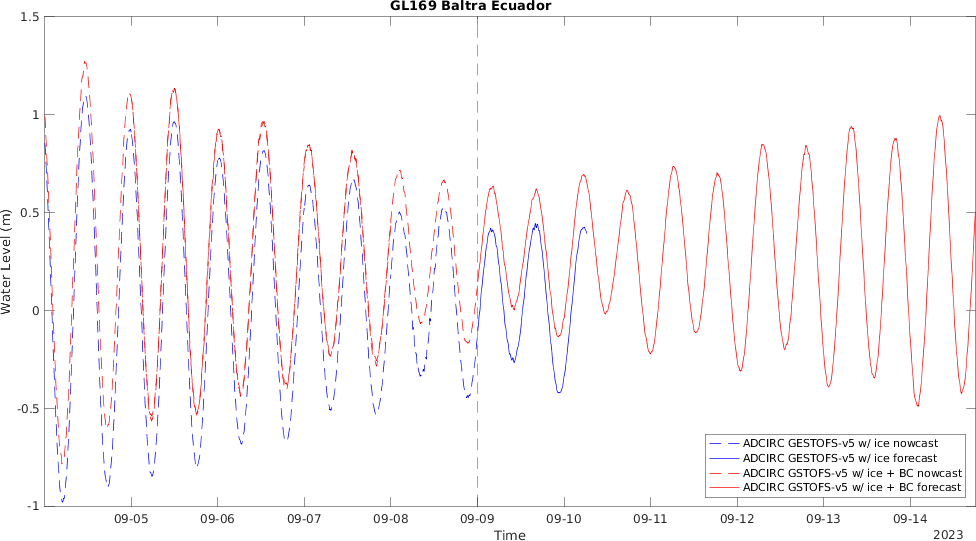 GL169 Baltra Ecuador
1.5
1
0.5
0
-0.5
-1
Water Level (m)
09-05 09-06 09-07 09-08 09-09 09-10 09-11 09-12 09-13 09-14
Time
2023
ADCIRC GESTOFS-v5 w/ ice nowcast
ADCIRC GESTOFS-v5 w/ ice forecast
ADCIRC GSTOFS-v5 w/ ice + BC nowcast
ADCIRC GSTOFS-v5 w/ ice + BC forecast